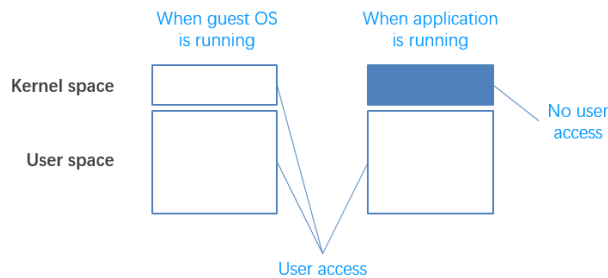 When guest OS
is running
When application
is running
Kernel space
No user
access
User space
User access